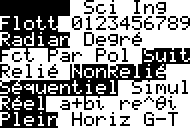 Sci Ing
Flott 0123456789
Radian Degré
Fct Par Pol Suit
Relié NonRelié
Séquentiel Simul
Réel a+bi re^θi
Plein Horiz G-T